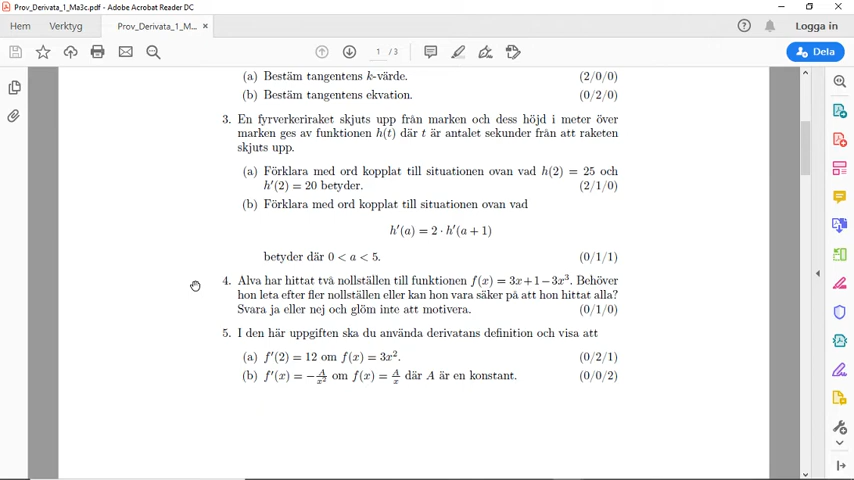 Prov_Derivata_1_Ma3c.pdf - Adobe Acrobat Reader DC
Hem Verktyg Prov_Derivata_1_M... × Logga in
1 / 3 Dela
(a) Bestäm tangentens k-värde. (2/0/0)
(b) Bestäm tangentens ekvation. (0/2/0)
3. En fyrverkeriraket skjuts upp från marken och dess höjd i meter över
marken ges av funktionen h(t) där t är antalet sekunder från att raketen
skjuts upp.
(a) Förklara med ord kopplat till situationen ovan vad h(2) = 25 och
h′(2) = 20 betyder. (2/1/0)
(b) Förklara med ord kopplat till situationen ovan vad
h′(a) = 2 · h′(a + 1)
betyder där 0 < a < 5. (0/1/1)
4. Alva har hittat två nollställen till funktionen f(x) = 3x+1−3x³. Behöver
hon leta efter fler nollställen eller kan hon vara säker på att hon hittat alla?
Svara ja eller nej och glöm inte att motivera. (0/1/0)
5. I den här uppgiften ska du använda derivatans definition och visa att
(a) f′(2) = 12 om f(x) = 3x². (0/2/1)
(b) f′(x) = −A/x² om f(x) = A/x där A är en konstant. (0/0/2)